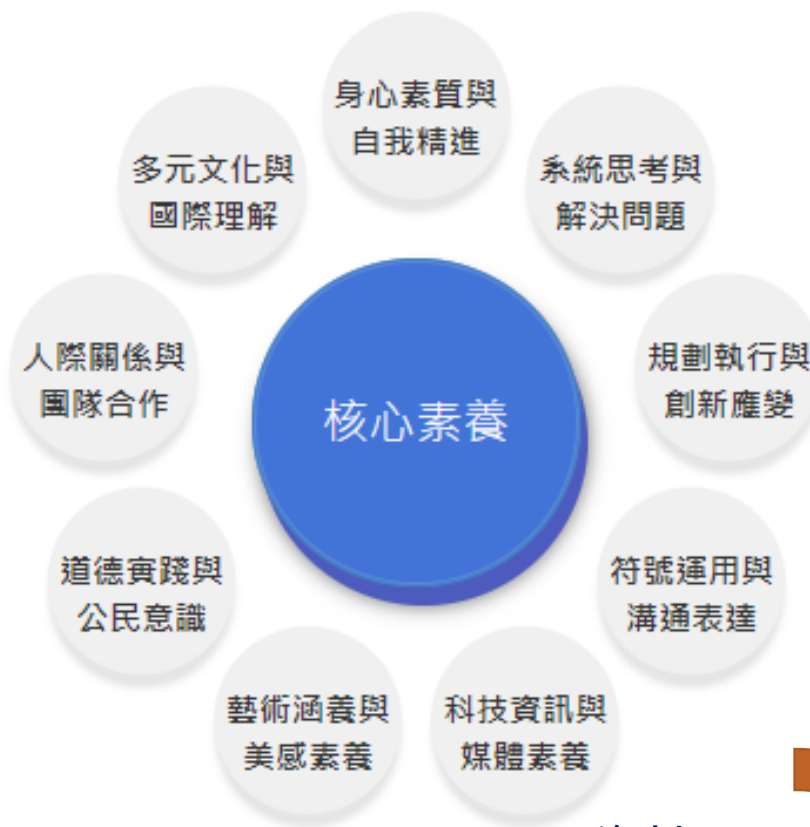 身心素質與
自我精進
系統思考與
解決問題
規劃執行與
創新應變
符號運用與
溝通表達
科技資訊與
媒體素養
藝術涵養與
美感素養
道德實踐與
公民意識
人際關係與
團隊合作
多元文化與
國際理解
核心素養